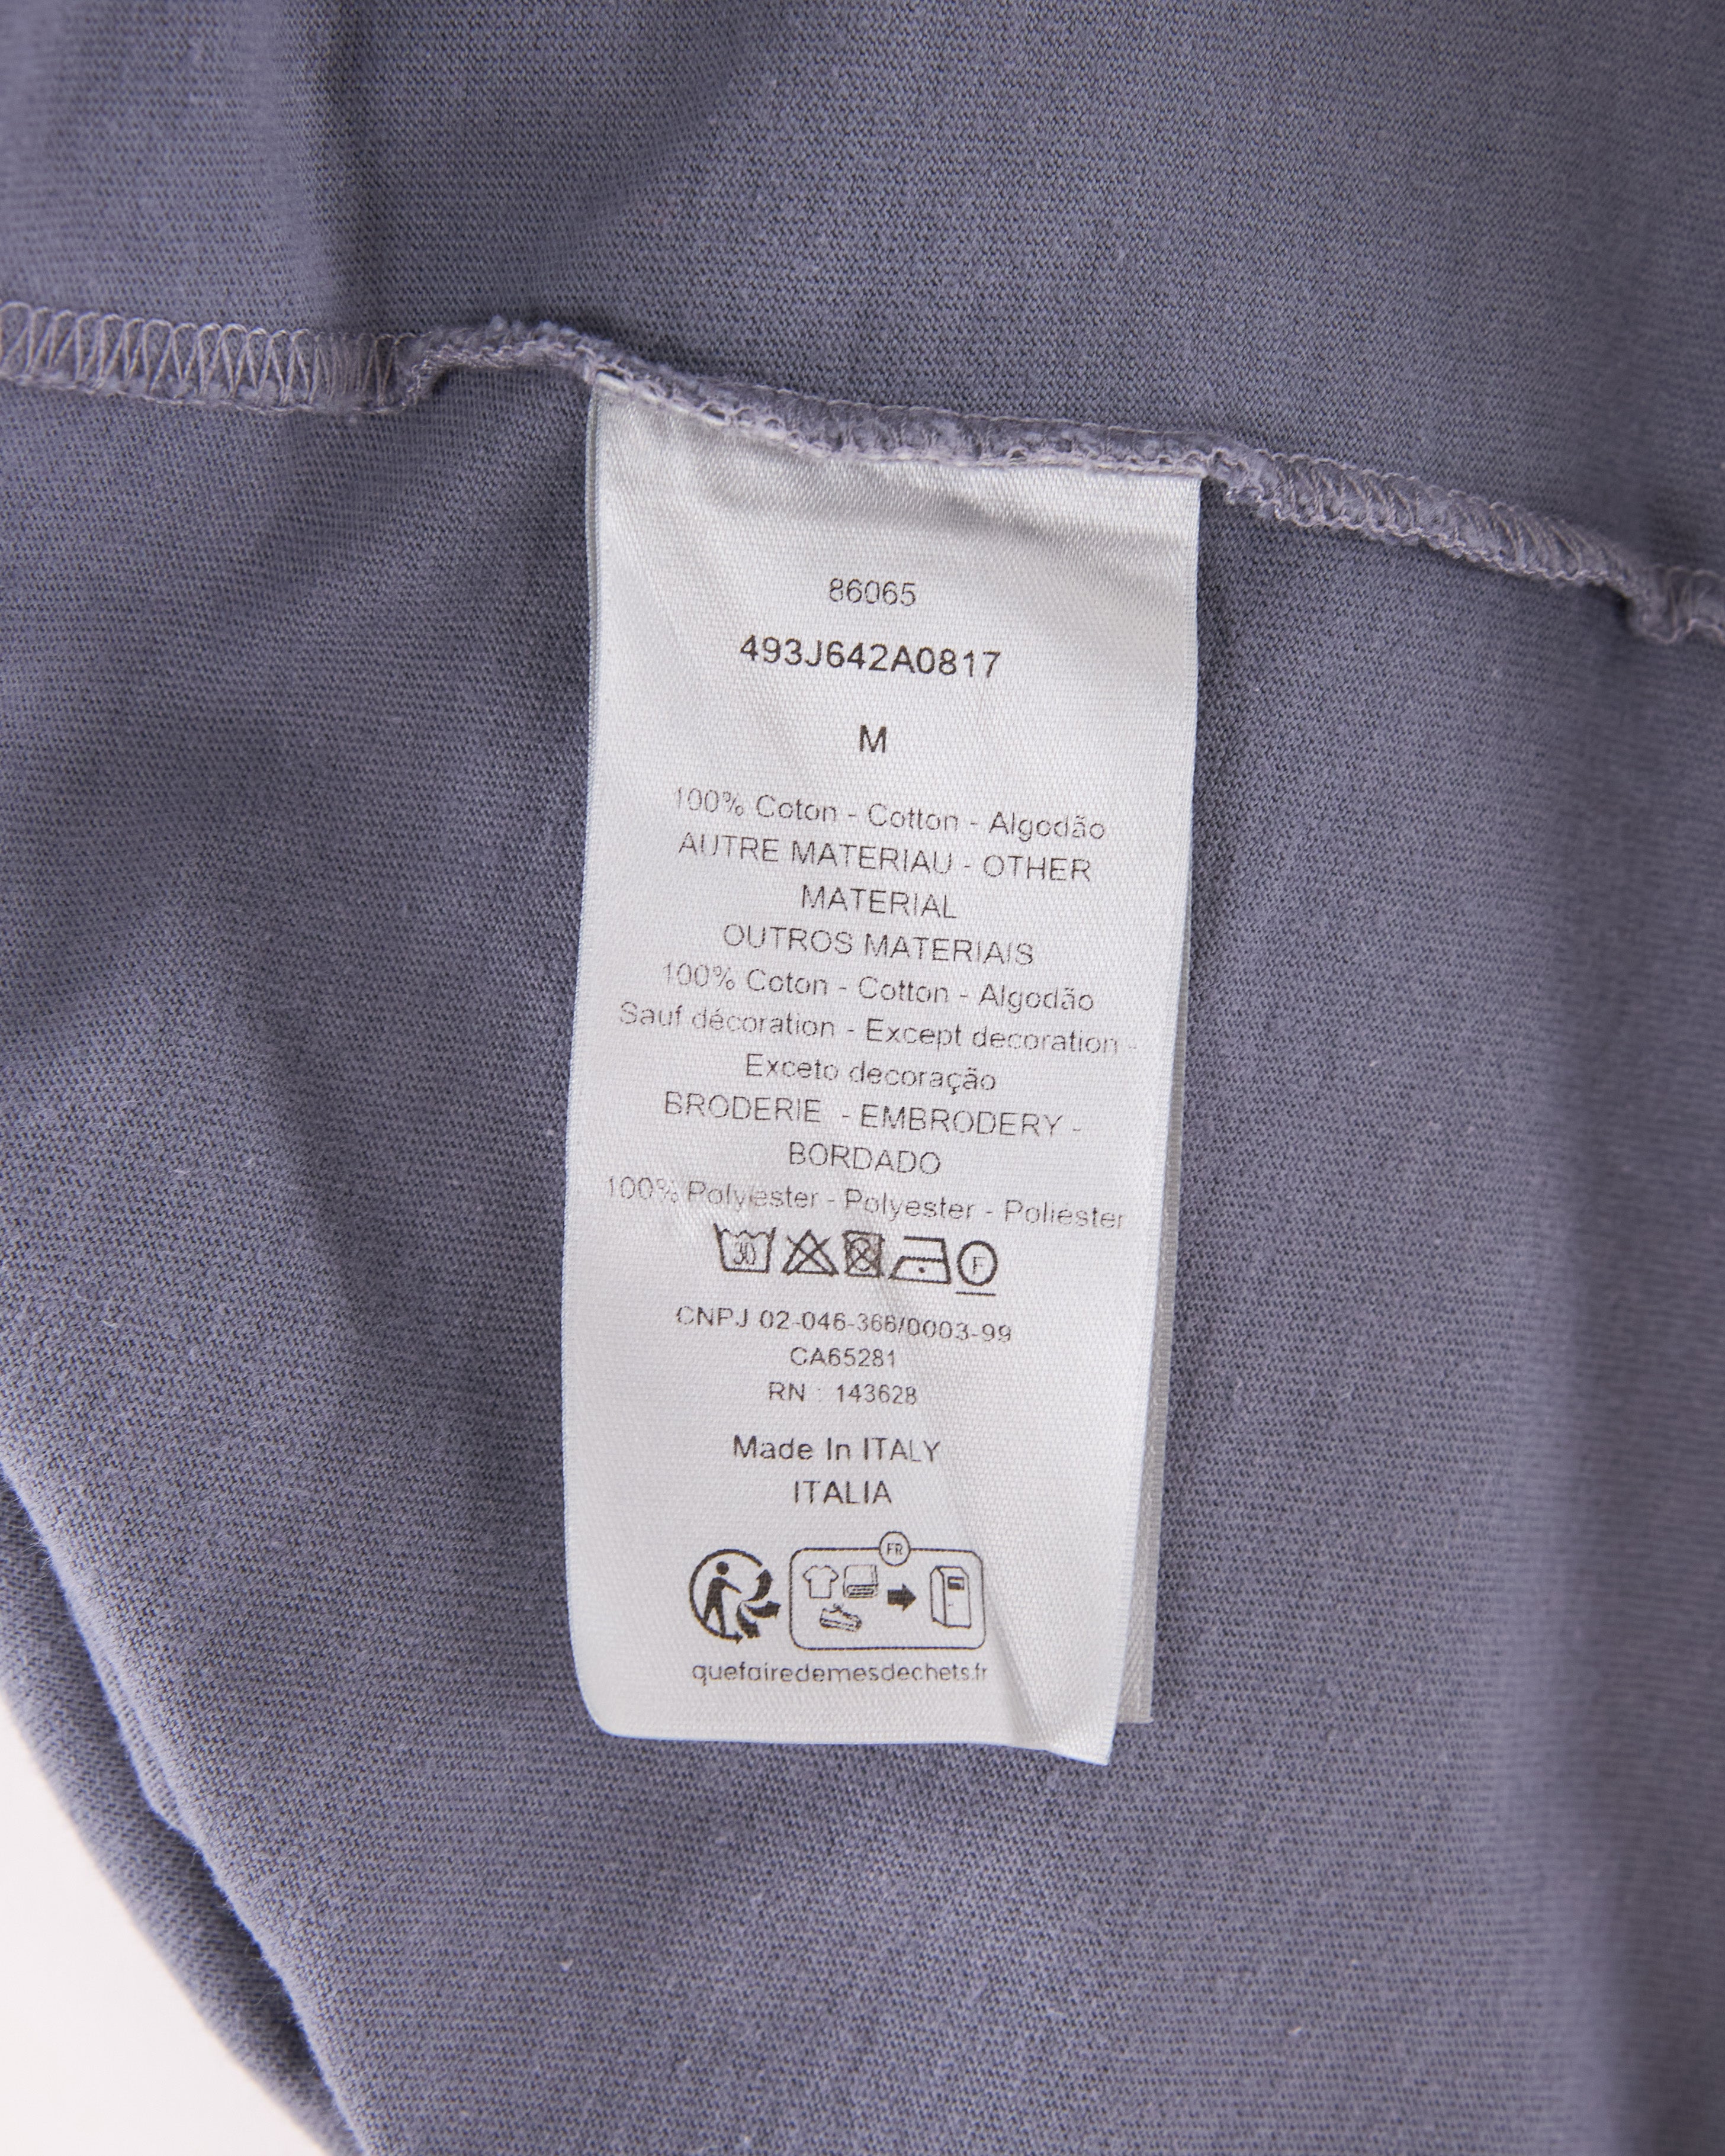 86065
493J642A0817
M
100% Coton - Cotton - Algodão
AUTRE MATERIAU - OTHER
MATERIAL
OUTROS MATERIAIS
100% Coton - Cotton - Algodão
Sauf décoration - Except decoration -
Exceto decoração
BRODERIE - EMBRODERY -
BORDADO
100% Polyester - Polyester - Poliéster
30 F
CNPJ 02-046-366/0003-99
CA65281
RN : 143628
Made In ITALY
ITALIA
FR
quefairedemesdechets.fr